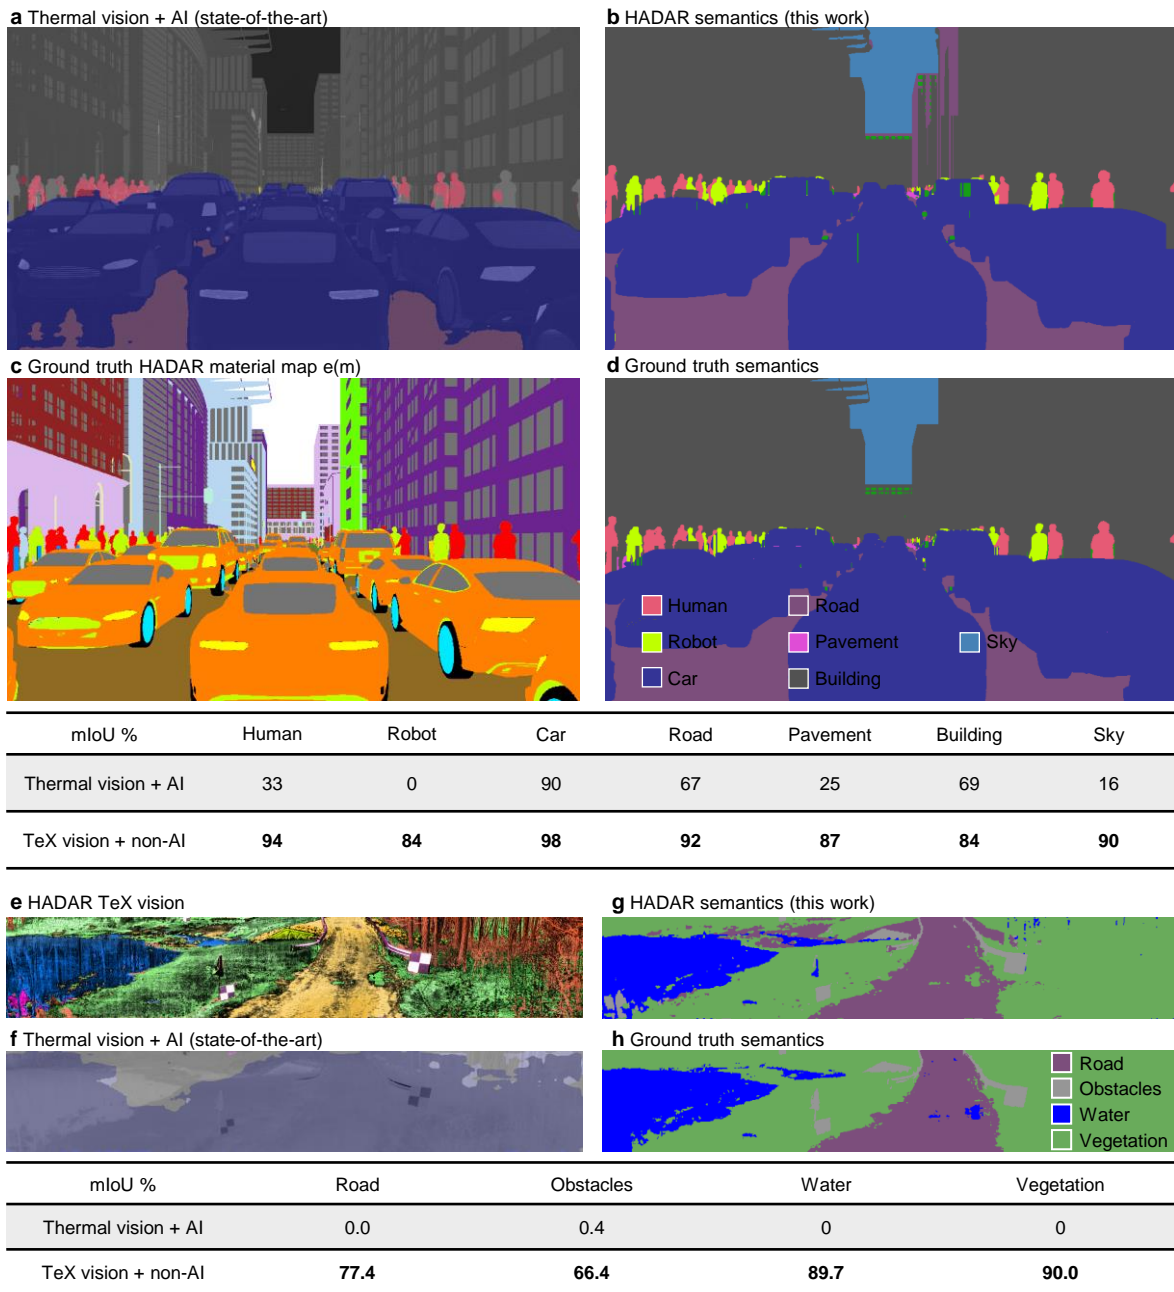 a Thermal vision + AI (state-of-the-art)
b HADAR semantics (this work)
c Ground truth HADAR material map e(m)
d Ground truth semantics
Human Road
Robot Pavement Sky
Car Building
mIoU % Human Robot Car Road Pavement Building Sky
Thermal vision + AI 33 0 90 67 25 69 16
TeX vision + non-AI 94 84 98 92 87 84 90
e HADAR TeX vision
g HADAR semantics (this work)
f Thermal vision + AI (state-of-the-art)
h Ground truth semantics
Road
Obstacles
Water
Vegetation
mIoU % Road Obstacles Water Vegetation
Thermal vision + AI 0.0 0.4 0 0
TeX vision + non-AI 77.4 66.4 89.7 90.0